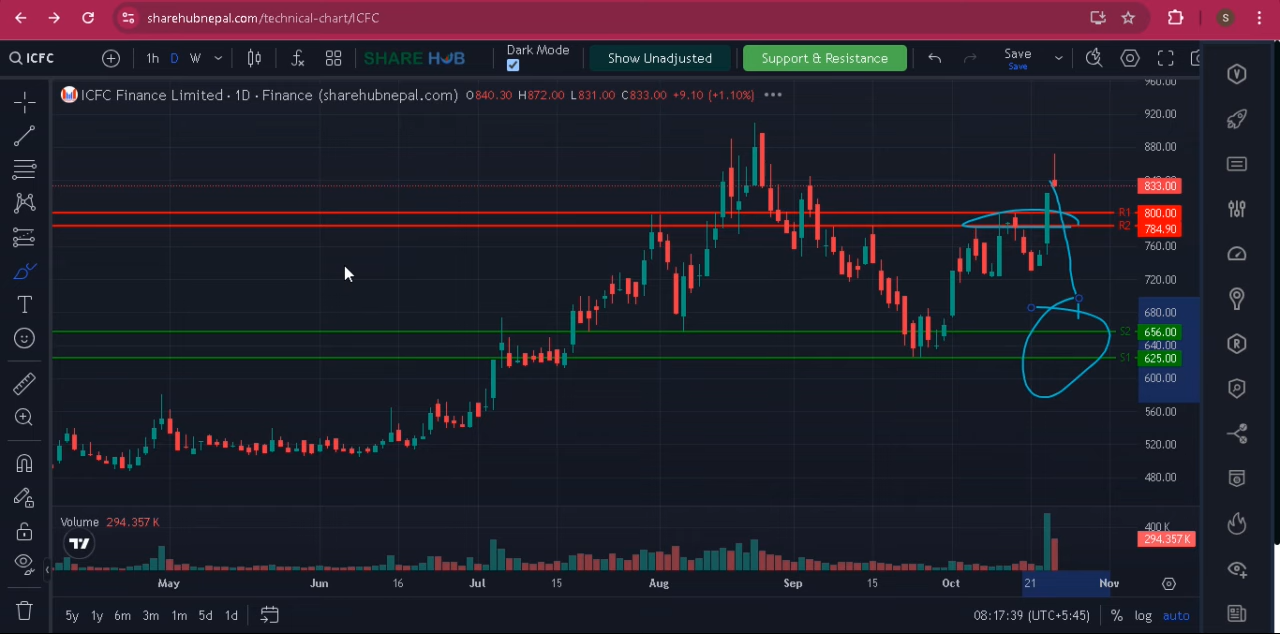 sharehubnepal.com/technical-chart/ICFC
S
ICFC
1h D W
SHARE HUB
Dark Mode
Show Unadjusted
Support & Resistance
Save
Save
ICFC Finance Limited · 1D · Finance (sharehubnepal.com) O840.30 H872.00 L831.00 C833.00 +9.10 (+1.10%)
960.00
920.00
880.00
840.00
833.00
R1 800.00
R2 784.90
760.00
720.00
680.00
S2 656.00
640.00
S1 625.00
600.00
560.00
520.00
480.00
Volume 294.357 K
400 K
294.357 K
May Jun 16 Jul 15 Aug Sep 15 Oct 21 Nov
5y 1y 6m 3m 1m 5d 1d
08:17:39 (UTC+5:45) % log auto